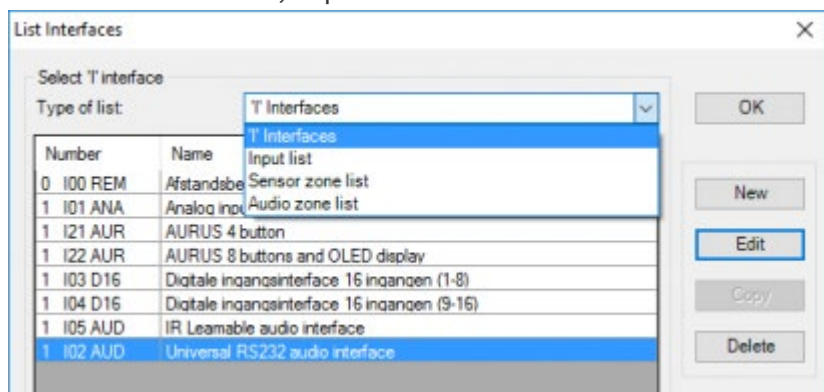 List Interfaces
Select 'I' interface
Type of list: 'I' Interfaces OK
'I' Interfaces
Number Name Input list
0 I00 REM Afstandsbe Sensor zone list
1 I01 ANA Analog inpu Audio zone list New
1 I21 AUR AURUS 4 button
1 I22 AUR AURUS 8 buttons and OLED display Edit
1 I03 D16 Digitale ingangsinterface 16 ingangen (1-8)
1 I04 D16 Digitale ingangsinterface 16 ingangen (9-16) Copy
1 I05 AUD IR Learnable audio interface
1 I02 AUD Universal RS232 audio interface Delete